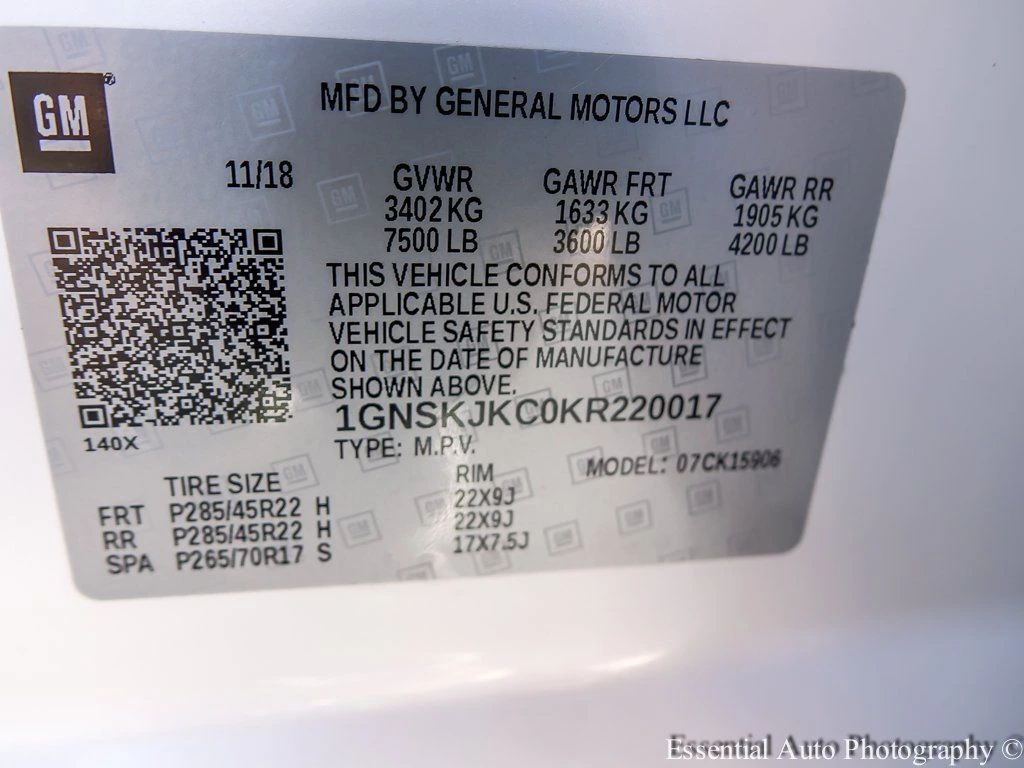 GM®
MFD BY GENERAL MOTORS LLC
11/18
GVWR GAWR FRT GAWR RR
3402 KG 1633 KG 1905 KG
7500 LB 3600 LB 4200 LB
THIS VEHICLE CONFORMS TO ALL
APPLICABLE U.S. FEDERAL MOTOR
VEHICLE SAFETY STANDARDS IN EFFECT
ON THE DATE OF MANUFACTURE
SHOWN ABOVE.
1GNSKJKC0KR220017
140X
TYPE: M.P.V.
MODEL: 07CK15906
TIRE SIZE RIM
FRT P285/45R22 H 22X9J
RR P285/45R22 H 22X9J
SPA P265/70R17 S 17X7.5J
Essential Auto Photography ©